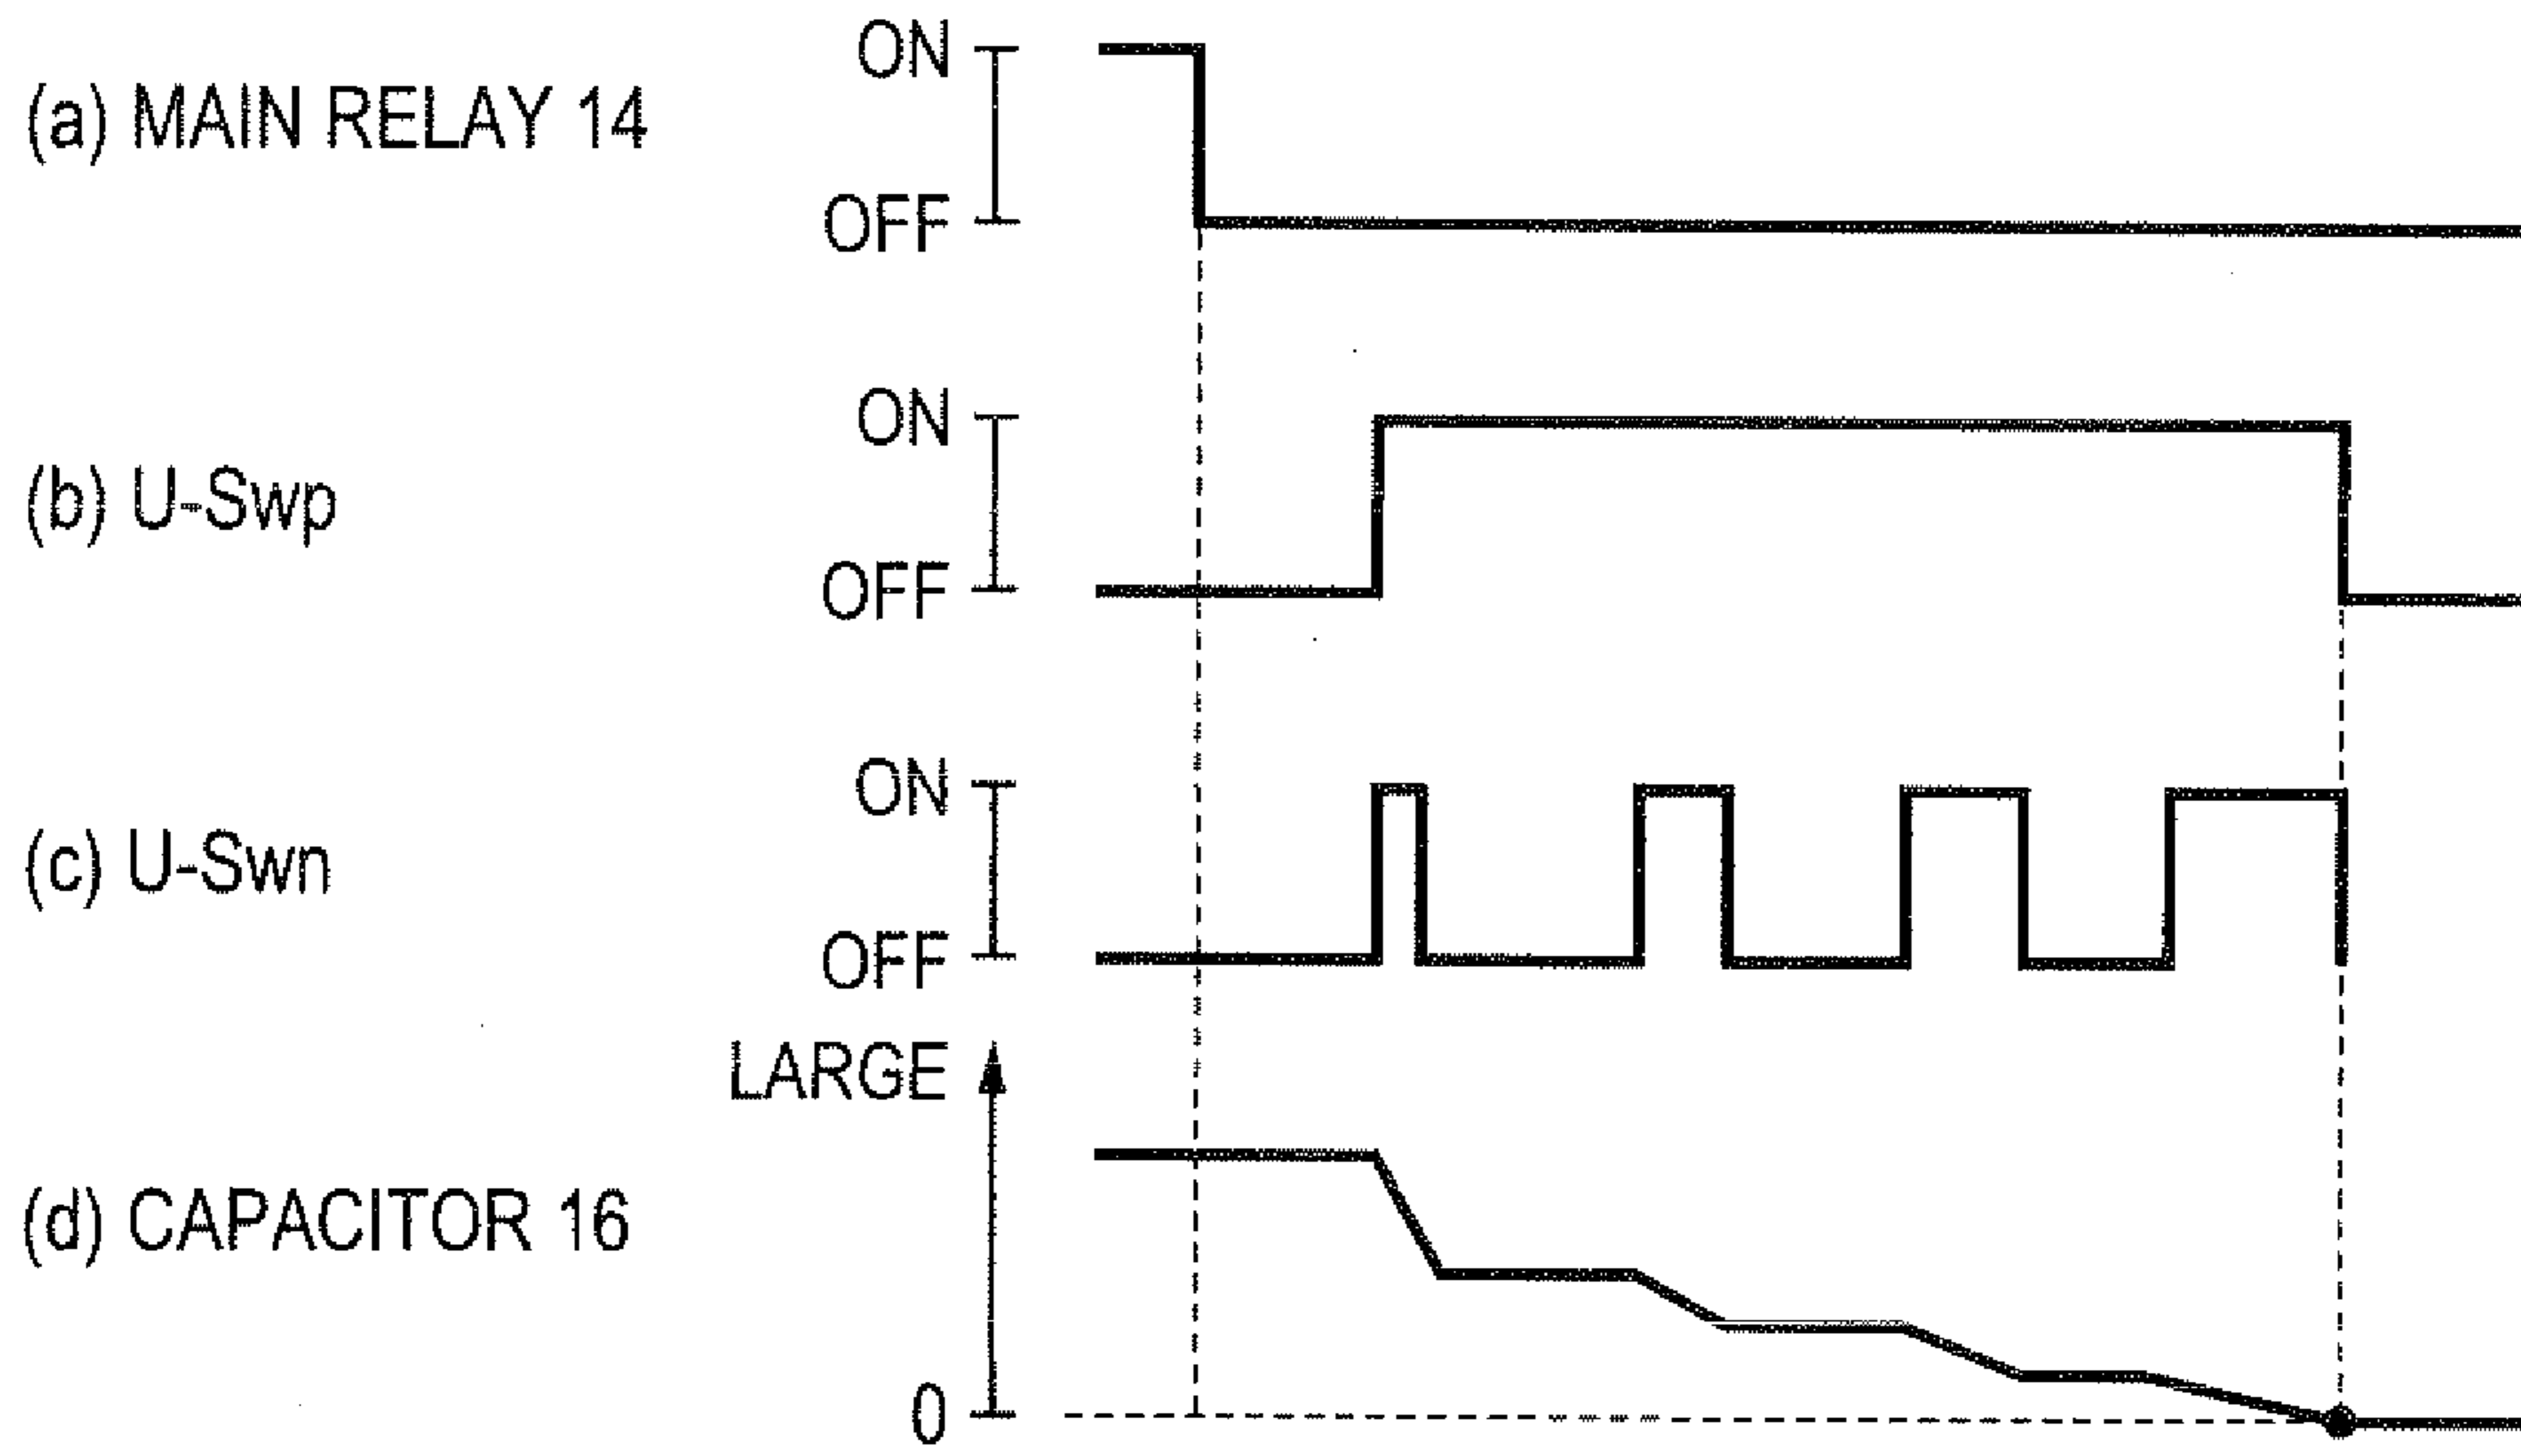 ON
(a) MAIN RELAY 14
OFF
ON
(b) U-Swp
OFF
ON
(c) U-Swn
OFF
LARGE
(d) CAPACITOR 16
0